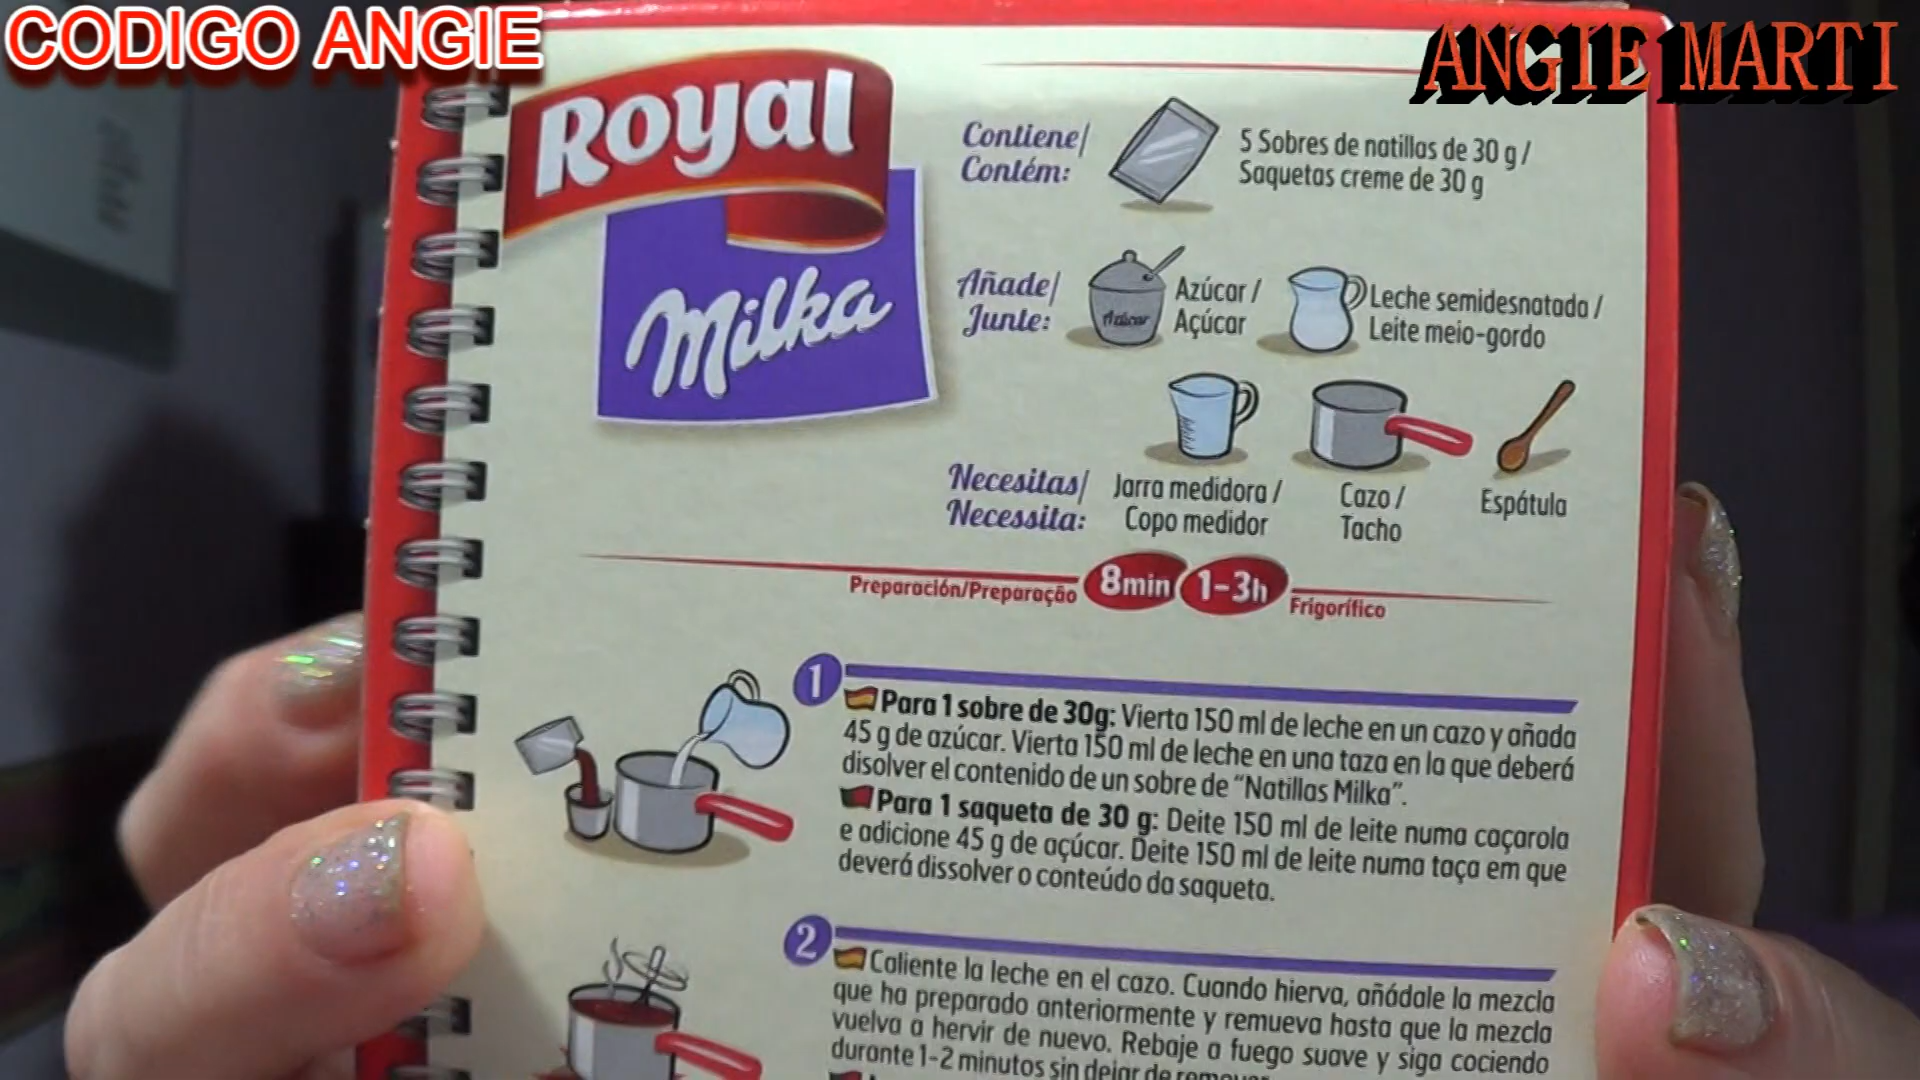 CODIGO ANGIE
ANGIE MARTI
Royal
Milka
Contiene/
Contém:
5 Sobres de natillas de 30 g /
Saquetas creme de 30 g
Añade/
Junte:
Azúcar
Azúcar /
Açúcar
Leche semidesnatada /
Leite meio-gordo
Necesitas/
Necessita:
Jarra medidora /
Copo medidor
Cazo /
Tacho
Espátula
Preparación/Preparação
8min
1-3h
Frigorífico
1
Para 1 sobre de 30g: Vierta 150 ml de leche en un cazo y añada
45 g de azúcar. Vierta 150 ml de leche en una taza en la que deberá
disolver el contenido de un sobre de “Natillas Milka”.
Para 1 saqueta de 30 g: Deite 150 ml de leite numa caçarola
e adicione 45 g de açúcar. Deite 150 ml de leite numa taça em que
deverá dissolver o conteúdo da saqueta.
2
Caliente la leche en el cazo. Cuando hierva, añádale la mezcla
que ha preparado anteriormente y remueva hasta que la mezcla
vuelva a hervir de nuevo. Rebaje a fuego suave y siga cociendo
durante 1-2 minutos sin dejar de remover.